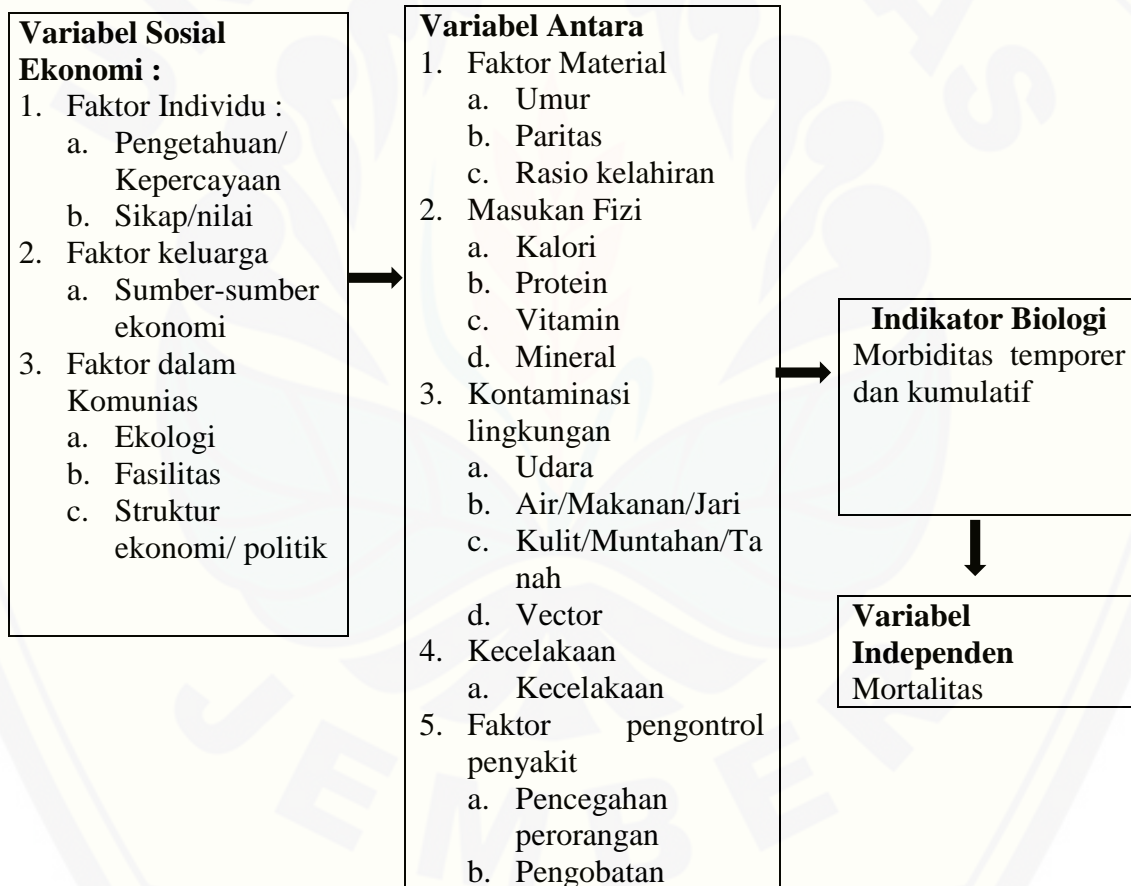 Variabel Sosial
Ekonomi :
1. Faktor Individu :
a. Pengetahuan/
Kepercayaan
b. Sikap/nilai
2. Faktor keluarga
a. Sumber-sumber
ekonomi
3. Faktor dalam
Komunias
a. Ekologi
b. Fasilitas
c. Struktur
ekonomi/ politik
Variabel Antara
1. Faktor Material
a. Umur
b. Paritas
c. Rasio kelahiran
2. Masukan Fizi
a. Kalori
b. Protein
c. Vitamin
d. Mineral
3. Kontaminasi
lingkungan
a. Udara
b. Air/Makanan/Jari
c. Kulit/Muntahan/Ta
nah
d. Vector
4. Kecelakaan
a. Kecelakaan
5. Faktor pengontrol
penyakit
a. Pencegahan
perorangan
b. Pengobatan
Indikator Biologi
Morbiditas temporer
dan kumulatif
Variabel
Independen
Mortalitas
JEMBER